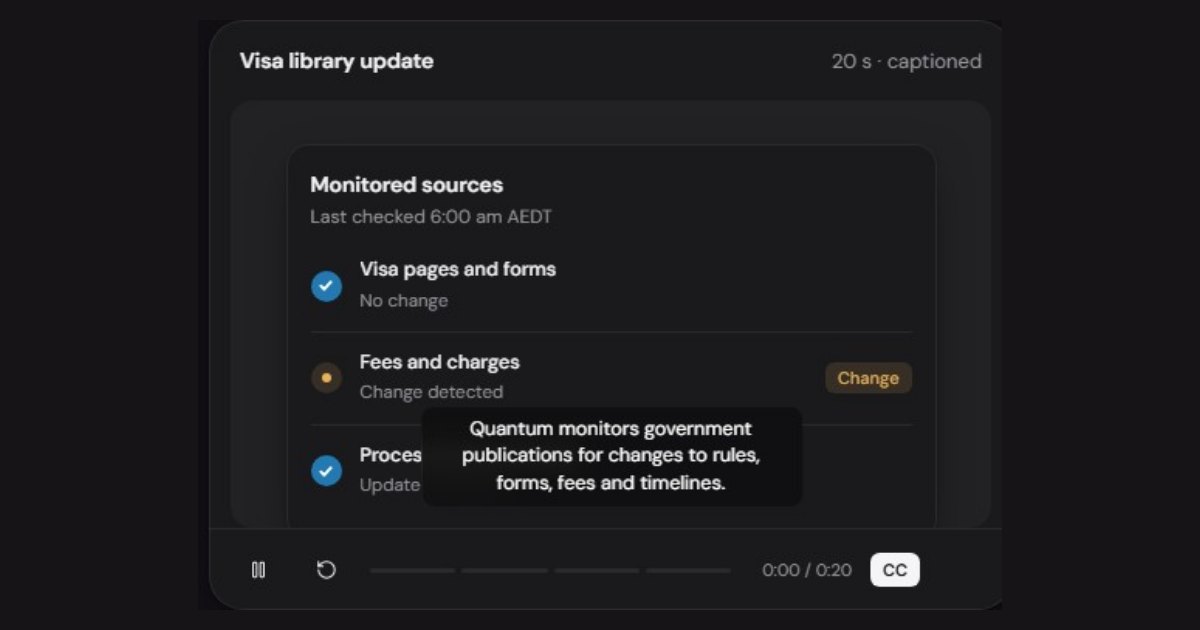 Visa library update
20 s · captioned
Monitored sources
Last checked 6:00 am AEDT
Visa pages and forms
No change
Fees and charges
Change detected
Change
Proces
Update
Quantum monitors government
publications for changes to rules,
forms, fees and timelines.
0:00 / 0:20
CC